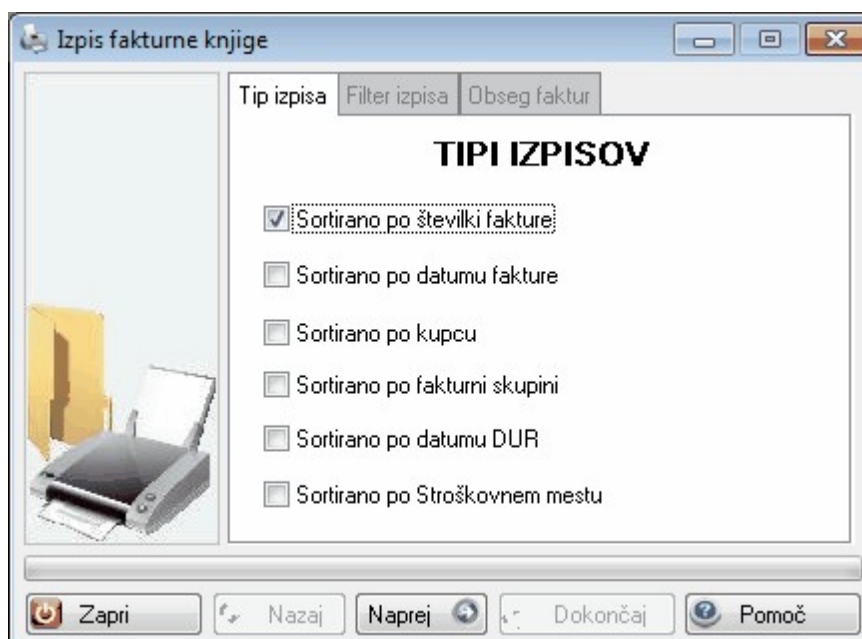 Izpis fakturne knjige
Tip izpisa Filter izpisa Obseg faktur
TIPI IZPISOV
Sortirano po številki fakture
Sortirano po datumu fakture
Sortirano po kupcu
Sortirano po fakturni skupini
Sortirano po datumu DUR
Sortirano po Stroškovnem mestu
Zapri Nazaj Naprej Dokončaj Pomoč